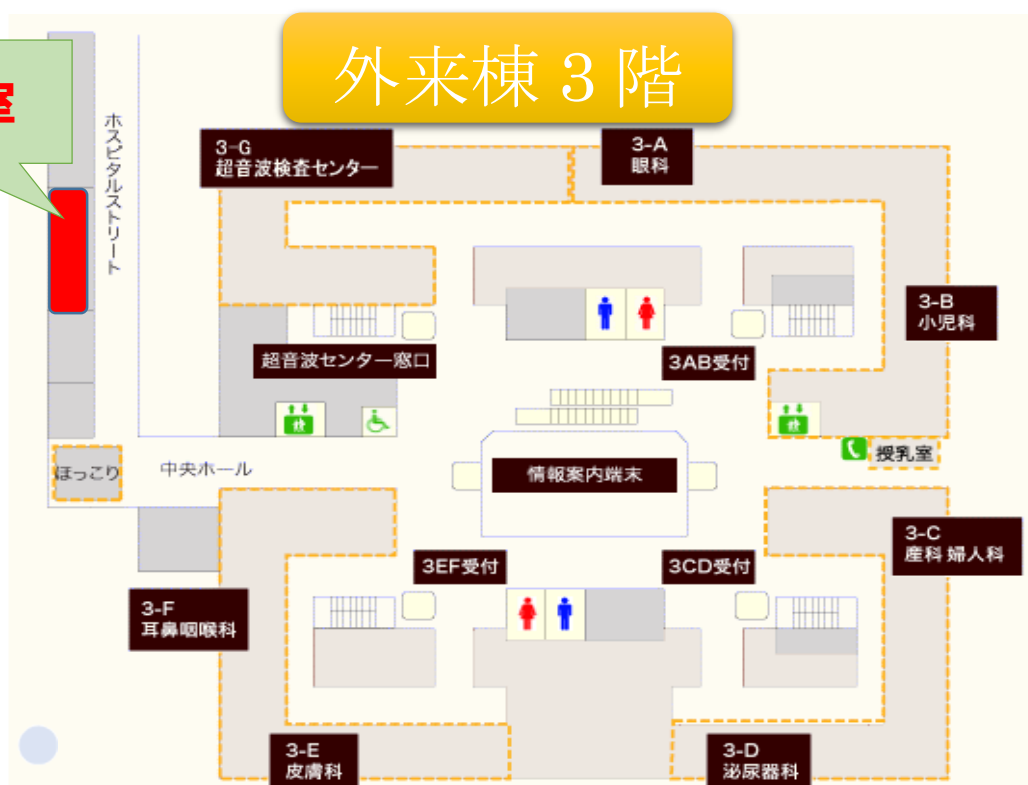 外来棟3階
室
ホスピタルストリート
3-G
超音波検査センター
3-A
眼科
3-B
小児科
超音波センター窓口
3AB受付
授乳室
ほっこり
中央ホール
情報案内端末
3-C
産科 婦人科
3EF受付
3CD受付
3-F
耳鼻咽喉科
3-E
皮膚科
3-D
泌尿器科